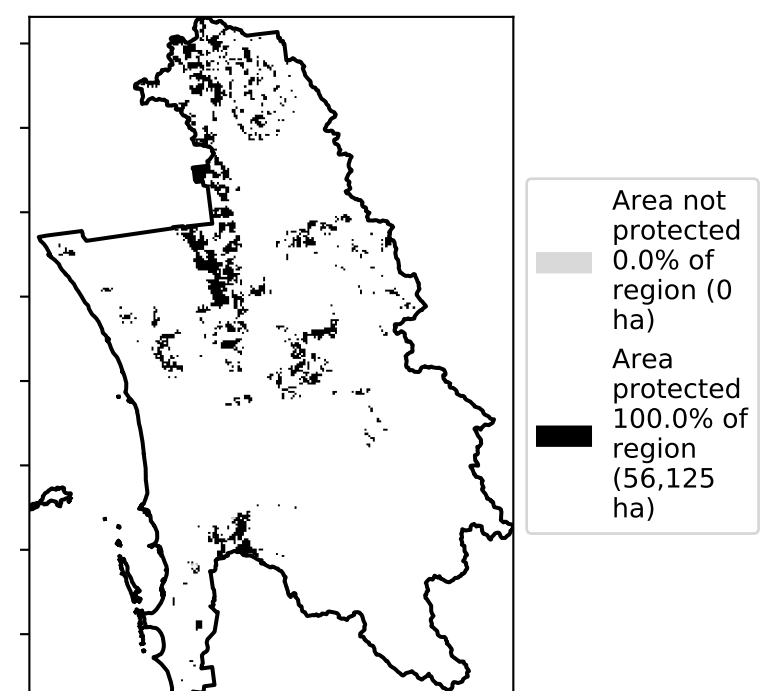 Area not
protected
0.0% of
region (0
ha)
Area
protected
100.0% of
region
(56,125
ha)